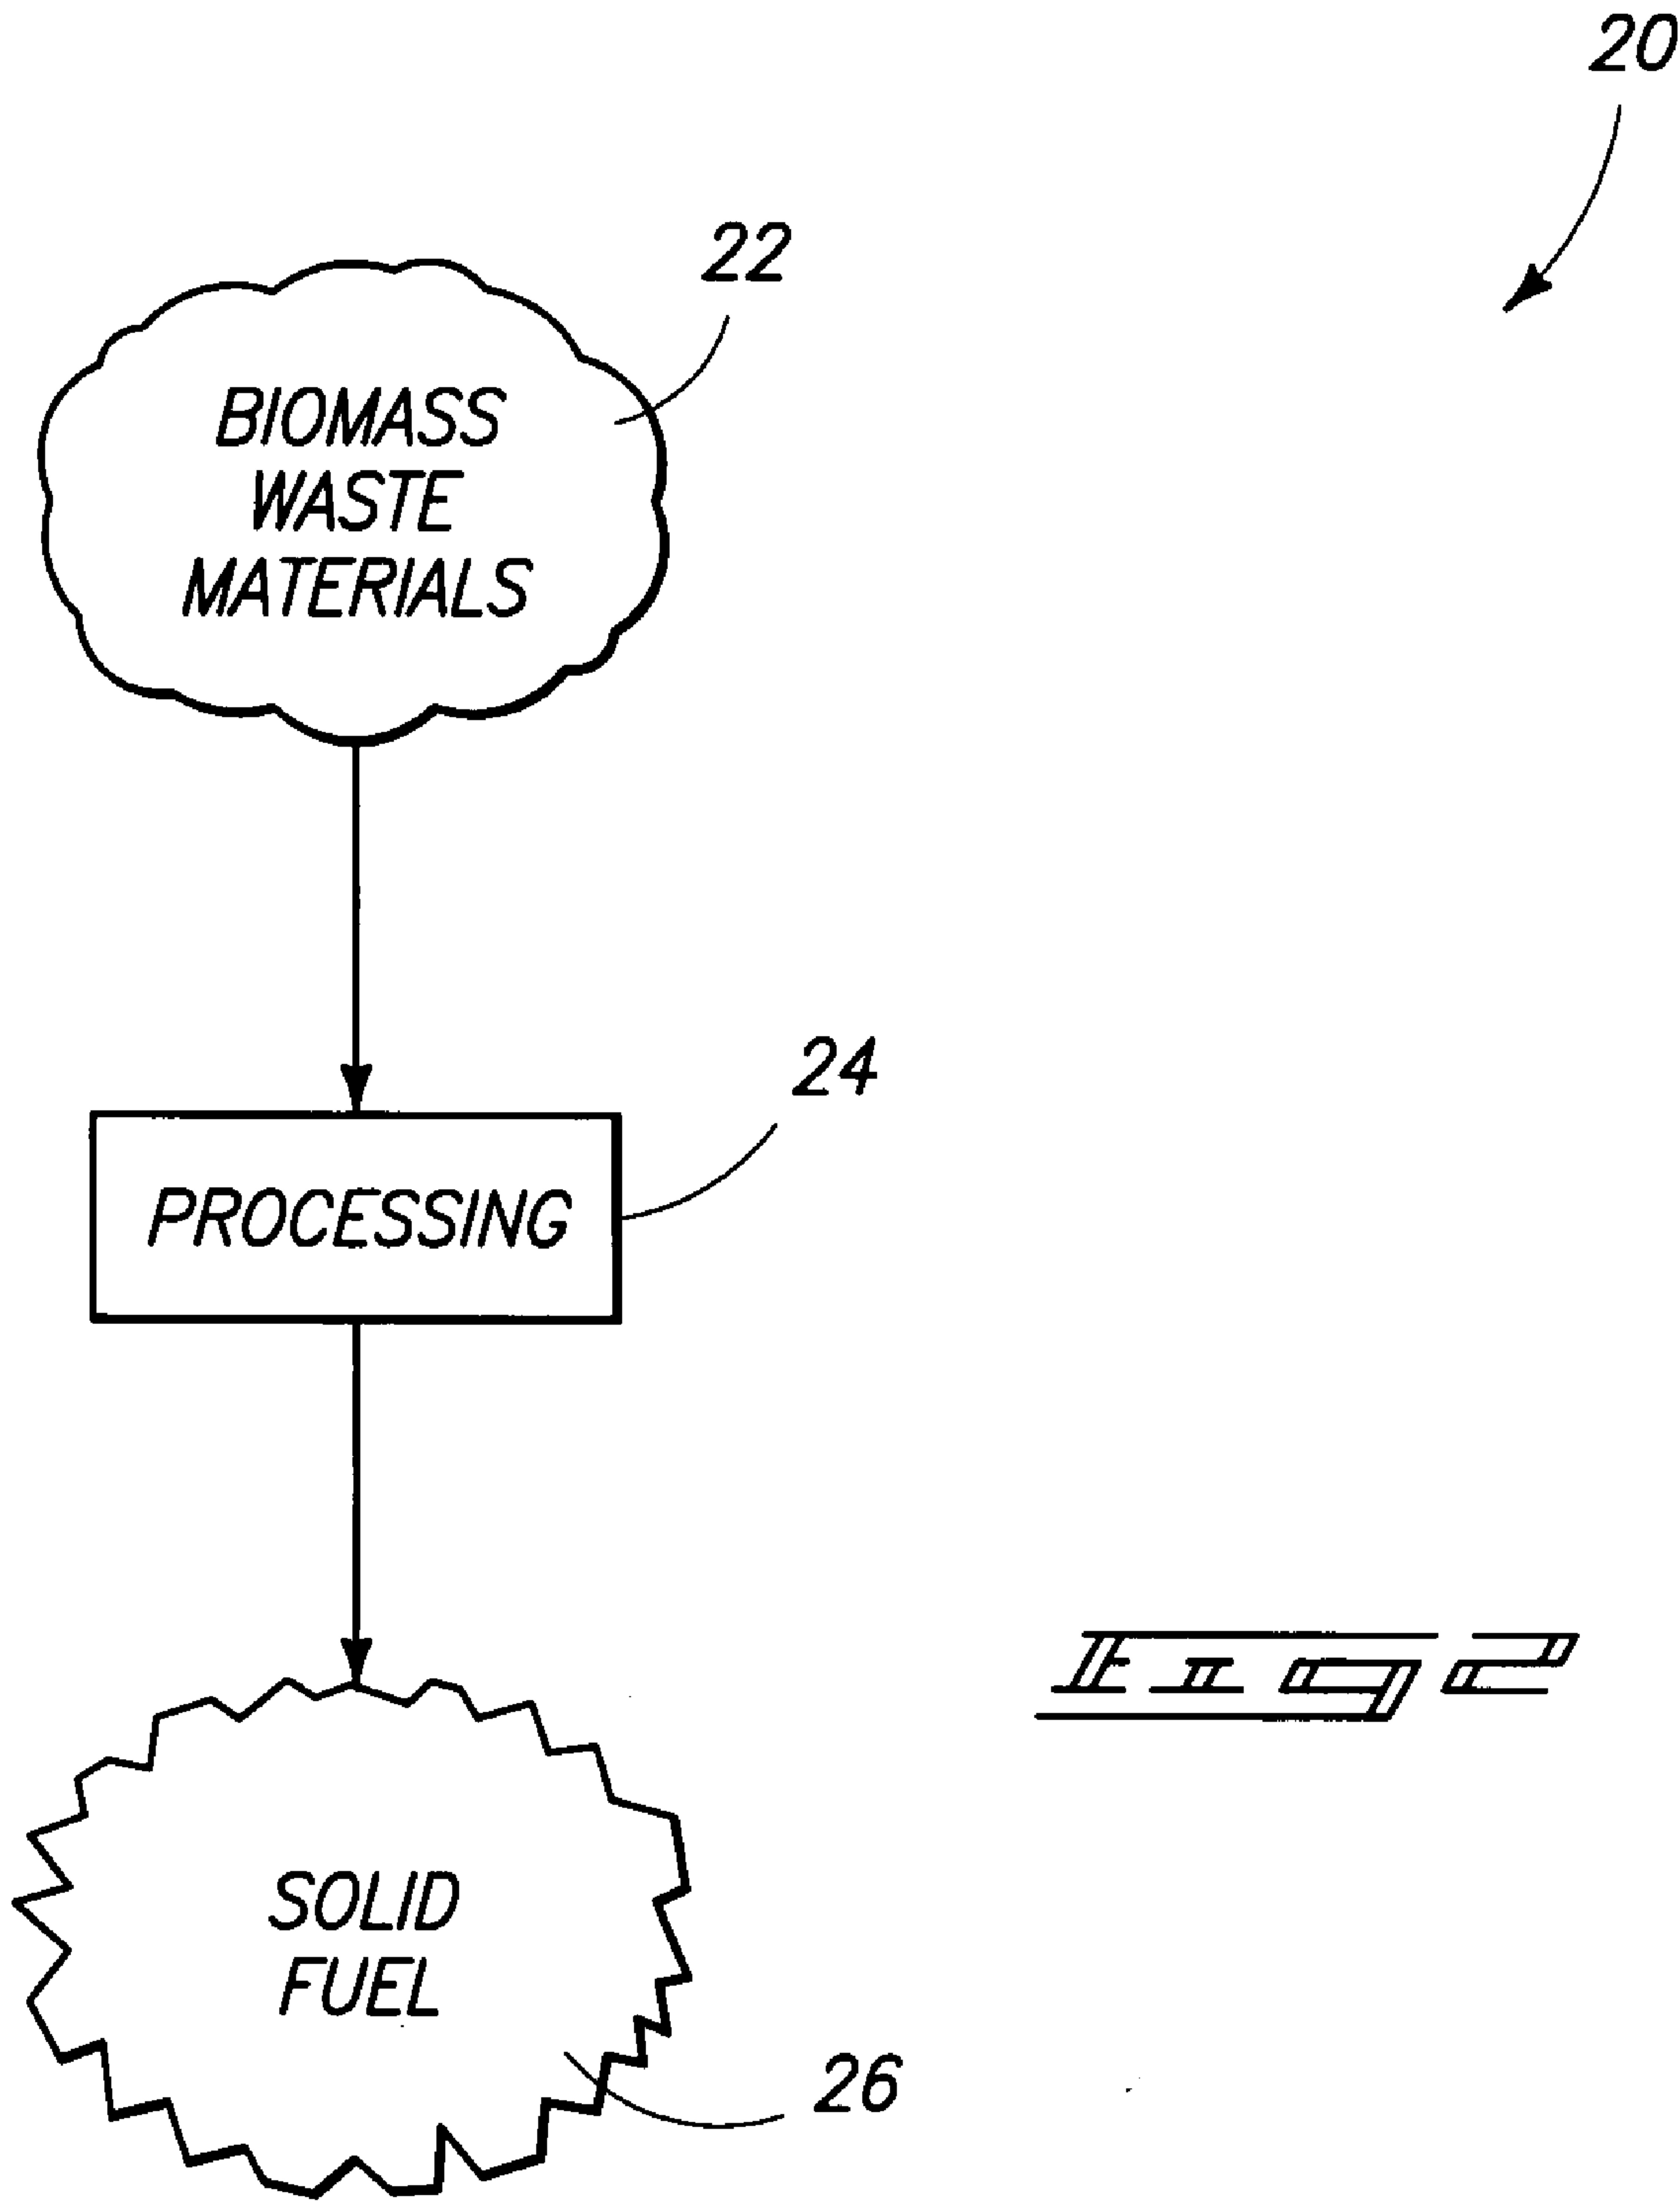 20
22
BIOMASS
WASTE
MATERIALS
24
PROCESSING
Fig 2
SOLID
FUEL
26